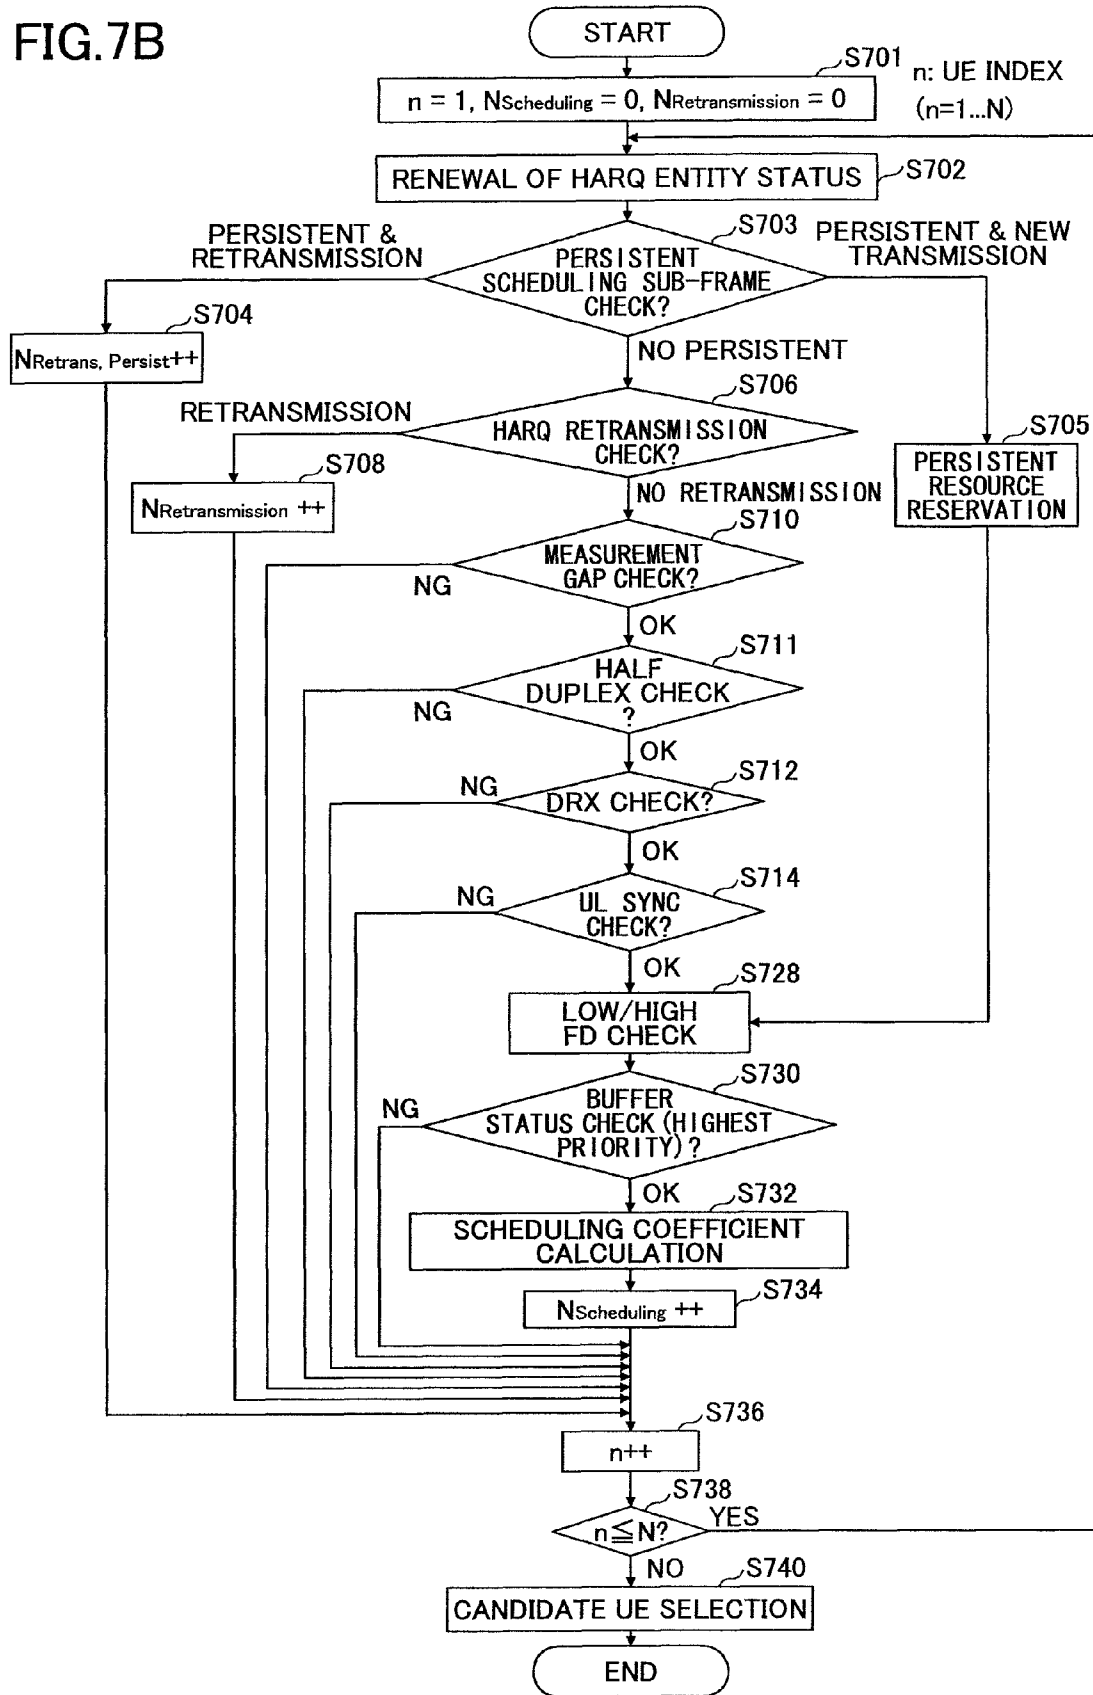 FIG.7B
START
S701
n: UE INDEX
(n=1...N)
n = 1, NScheduling = 0, NRetransmission = 0
RENEWAL OF HARQ ENTITY STATUS
S702
S703
PERSISTENT &
RETRANSMISSION
PERSISTENT & NEW
TRANSMISSION
PERSISTENT
SCHEDULING SUB-FRAME
CHECK?
S704
NRetrans, Persist++
NO PERSISTENT
S706
RETRANSMISSION
HARQ RETRANSMISSION
CHECK?
S705
PERSISTENT
RESOURCE
RESERVATION
S708
NRetransmission ++
NO RETRANSMISSION
S710
MEASUREMENT
GAP CHECK?
NG
OK
S711
HALF
DUPLEX CHECK
?
NG
OK
S712
NG
DRX CHECK?
OK
S714
NG
UL SYNC
CHECK?
OK
S728
LOW/HIGH
FD CHECK
S730
NG
BUFFER
STATUS CHECK (HIGHEST
PRIORITY) ?
OK
S732
SCHEDULING COEFFICIENT
CALCULATION
S734
NScheduling ++
S736
n++
S738
n≦N?
YES
NO
S740
CANDIDATE UE SELECTION
END